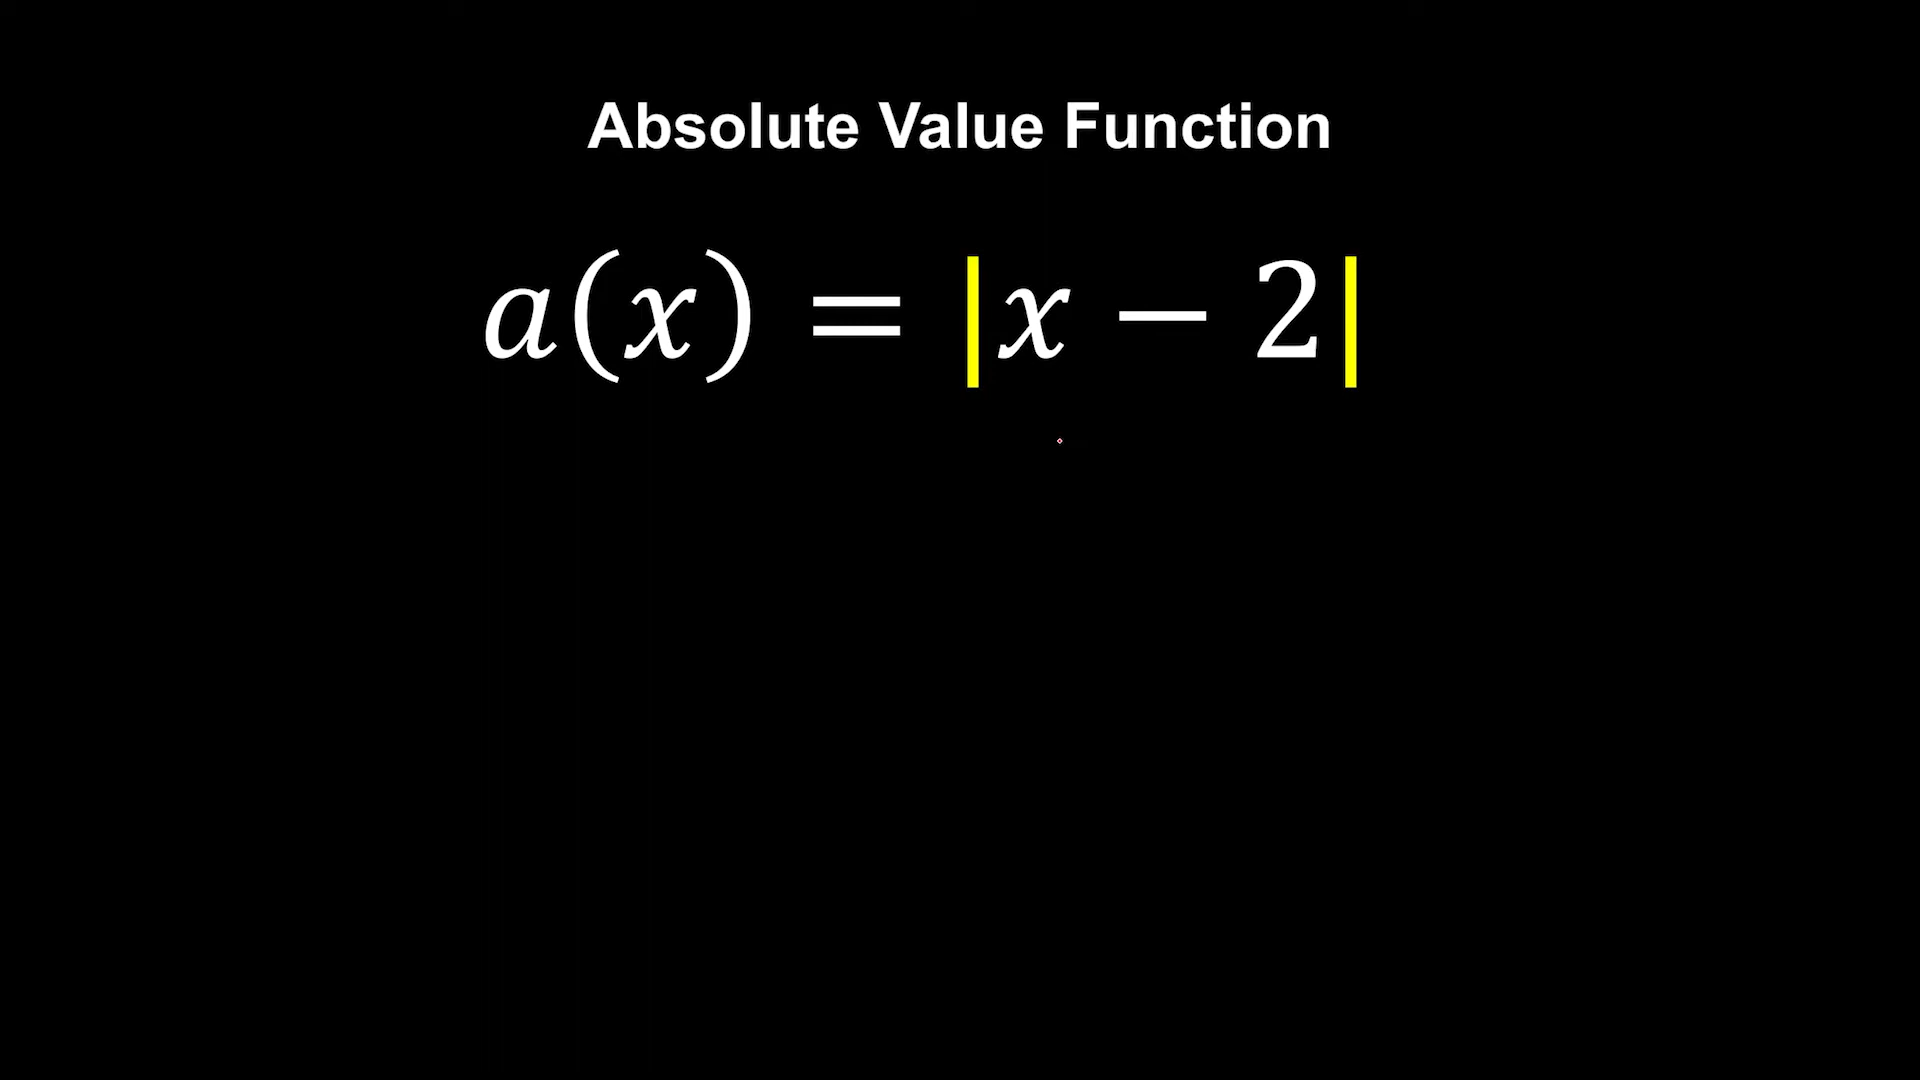 Absolute Value Function
a(x) = |x − 2|